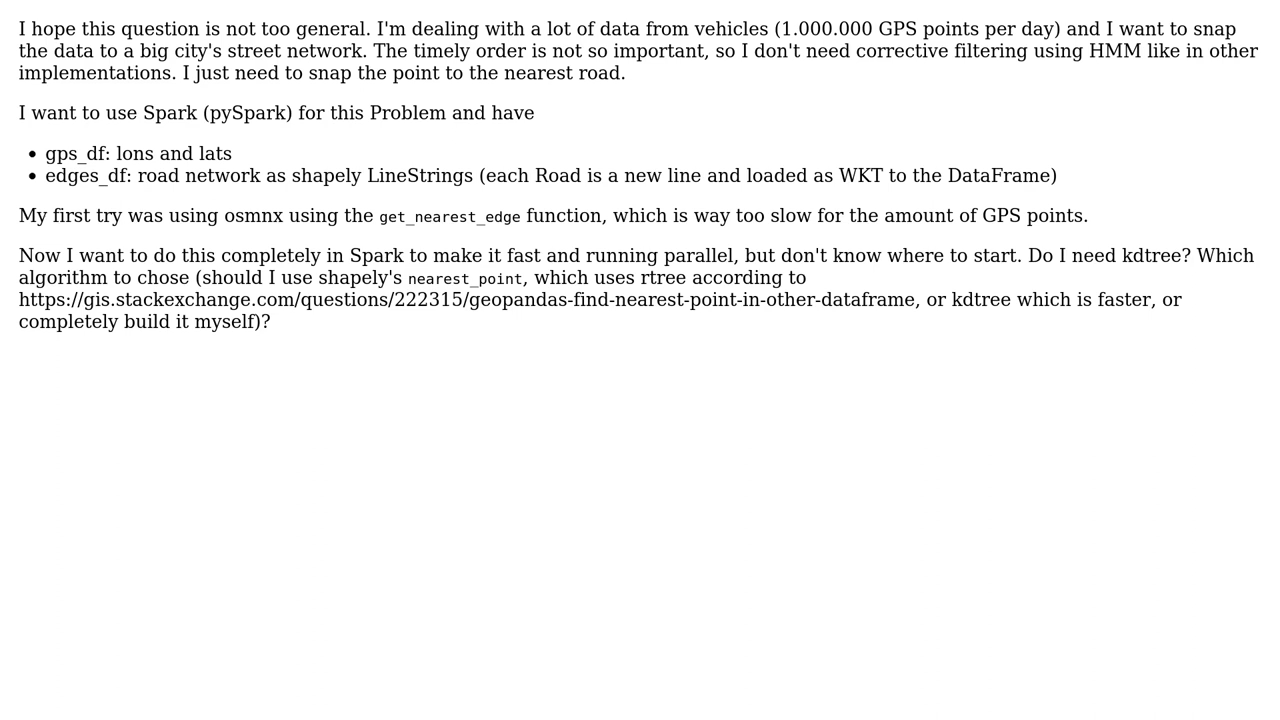 I hope this question is not too general. I'm dealing with a lot of data from vehicles (1.000.000 GPS points per day) and I want to snap
the data to a big city's street network. The timely order is not so important, so I don't need corrective filtering using HMM like in other
implementations. I just need to snap the point to the nearest road.
I want to use Spark (pySpark) for this Problem and have
• gps_df: lons and lats
• edges_df: road network as shapely LineStrings (each Road is a new line and loaded as WKT to the DataFrame)
My first try was using osmnx using the get_nearest_edge function, which is way too slow for the amount of GPS points.
Now I want to do this completely in Spark to make it fast and running parallel, but don't know where to start. Do I need kdtree? Which
algorithm to chose (should I use shapely's nearest_point, which uses rtree according to
https://gis.stackexchange.com/questions/222315/geopandas-find-nearest-point-in-other-dataframe, or kdtree which is faster, or
completely build it myself)?